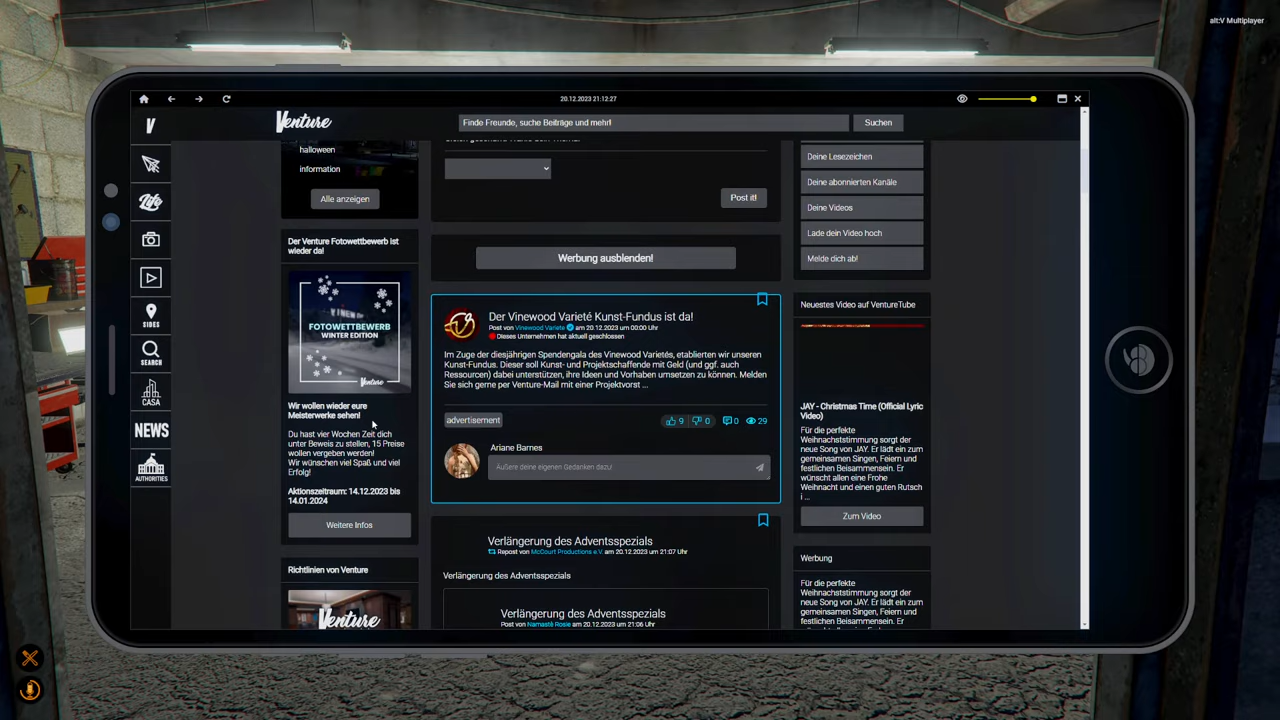 alt:V Multiplayer
20.12.2023 21:12:27
V
Venture
Finde Freunde, suche Beiträge und mehr!
Suchen
halloween
information
Alle anzeigen
Post it!
Deine Lesezeichen
Deine abonnierten Kanäle
Deine Videos
Lade dein Video hoch
Melde dich ab!
Life
SIDES
SEARCH
CASA
NEWS
AUTHORITIES
Der Venture Fotowettbewerb ist
wieder da!
FOTOWETTBEWERB
WINTER EDITION
Venture
Wir wollen wieder eure
Meisterwerke sehen!
Du hast vier Wochen Zeit dich
unter Beweis zu stellen, 15 Preise
wollen vergeben werden!
Wir wünschen viel Spaß und viel
Erfolg!
Aktionszeitraum: 14.12.2023 bis
14.01.2024
Weitere Infos
Richtlinien von Venture
Venture
Werbung ausblenden!
Der Vinewood Varieté Kunst-Fundus ist da!
Post von Vinewood Varieté am 20.12.2023 um 00:00 Uhr
Dieses Unternehmen hat aktuell geschlossen
Im Zuge der diesjährigen Spendengala des Vinewood Varietés, etablierten wir unseren
Kunst-Fundus. Dieser soll Kunst- und Projektschaffende mit Geld (und ggf. auch
Ressourcen) dabei unterstützen, ihre Ideen und Vorhaben umsetzen zu können. Melden
Sie sich gerne per Venture-Mail mit einer Projektvorst ...
advertisement
9 0 0 29
Ariane Barnes
Äußere deine eigenen Gedanken dazu!
Verlängerung des Adventsspezials
Repost von McCourt Productions e.V. am 20.12.2023 um 21:07 Uhr
Verlängerung des Adventsspezials
Verlängerung des Adventsspezials
Post von Namasté Rosie am 20.12.2023 um 21:06 Uhr
Neuestes Video auf VentureTube
JAY - Christmas Time (Official Lyric
Video)
Für die perfekte
Weihnachtsstimmung sorgt der
neue Song von JAY. Er lädt ein zum
gemeinsamen Singen, Feiern und
festlichen Beisammensein. Er
wünscht allen eine Frohe
Weihnacht und einen guten Rutsch
i ...
Zum Video
Werbung
Für die perfekte
Weihnachtsstimmung sorgt der
neue Song von JAY. Er lädt ein zum
gemeinsamen Singen, Feiern und